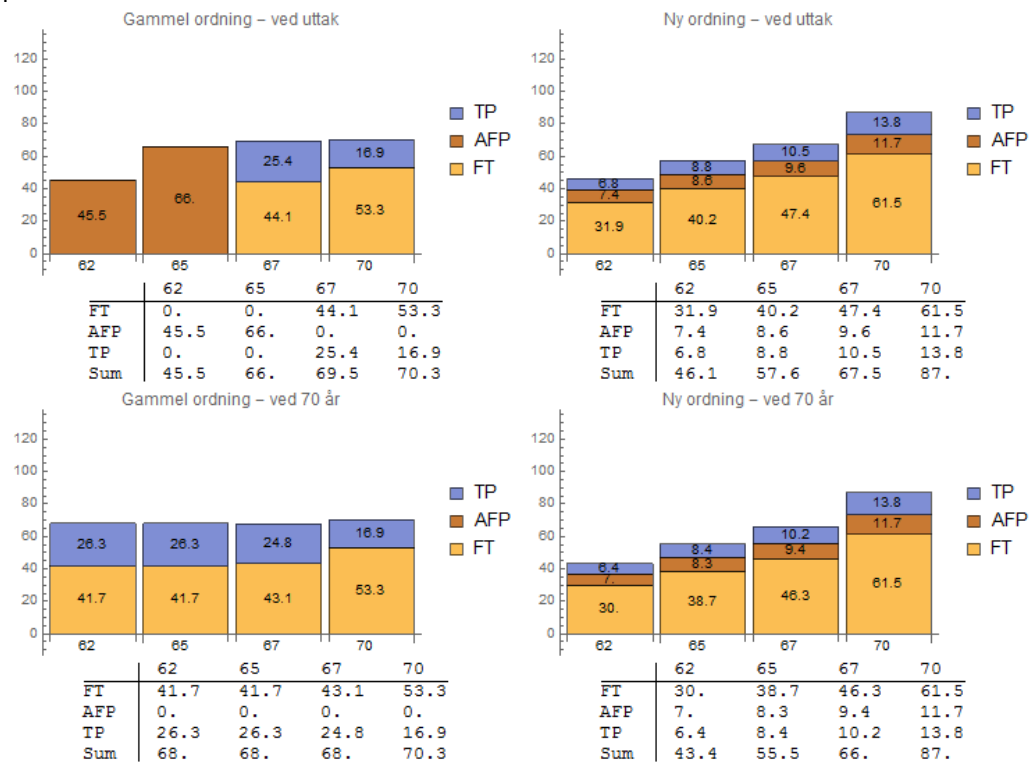 Gammel ordning – ved uttak
120
100
80
60
40
20
0
45.5
66.
25.4
44.1
16.9
53.3
62 65 67 70
TP
AFP
FT
62 65 67 70
FT 0. 0. 44.1 53.3
AFP 45.5 66. 0. 0.
TP 0. 0. 25.4 16.9
Sum 45.5 66. 69.5 70.3
Ny ordning – ved uttak
120
100
80
60
40
20
0
6.8
7.4
31.9
8.8
8.6
40.2
10.5
9.6
47.4
13.8
11.7
61.5
62 65 67 70
TP
AFP
FT
62 65 67 70
FT 31.9 40.2 47.4 61.5
AFP 7.4 8.6 9.6 11.7
TP 6.8 8.8 10.5 13.8
Sum 46.1 57.6 67.5 87.
Gammel ordning – ved 70 år
120
100
80
60
40
20
0
26.3
41.7
26.3
41.7
24.8
43.1
16.9
53.3
62 65 67 70
TP
AFP
FT
62 65 67 70
FT 41.7 41.7 43.1 53.3
AFP 0. 0. 0. 0.
TP 26.3 26.3 24.8 16.9
Sum 68. 68. 68. 70.3
Ny ordning – ved 70 år
120
100
80
60
40
20
0
6.4
7.
30.
8.4
8.3
38.7
10.2
9.4
46.3
13.8
11.7
61.5
62 65 67 70
TP
AFP
FT
62 65 67 70
FT 30. 38.7 46.3 61.5
AFP 7. 8.3 9.4 11.7
TP 6.4 8.4 10.2 13.8
Sum 43.4 55.5 66. 87.